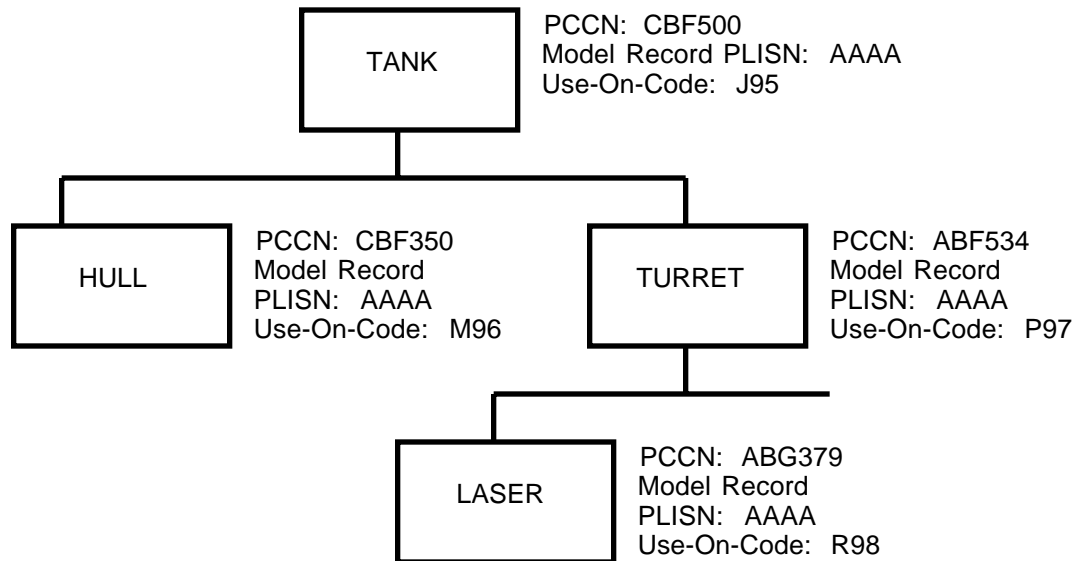 TANK
PCCN: CBF500
Model Record PLISN: AAAA
Use-On-Code: J95
HULL
PCCN: CBF350
Model Record
PLISN: AAAA
Use-On-Code: M96
TURRET
PCCN: ABF534
Model Record
PLISN: AAAA
Use-On-Code: P97
LASER
PCCN: ABG379
Model Record
PLISN: AAAA
Use-On-Code: R98